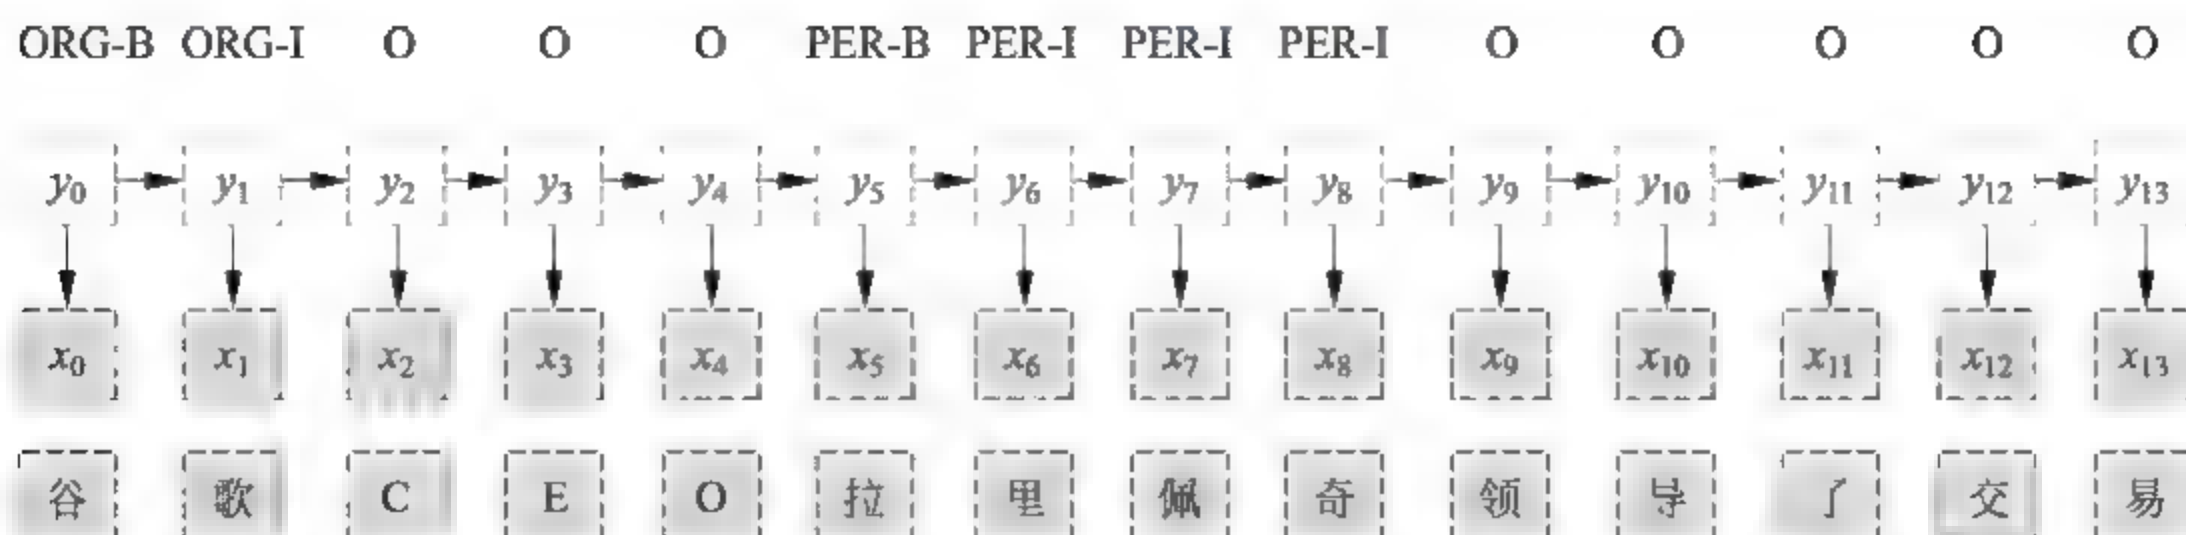 ORG-B ORG-I O O O PER-B PER-I PER-I PER-I O O O O O
y₀ y₁ y₂ y₃ y₄ y₅ y₆ y₇ y₈ y₉ y₁₀ y₁₁ y₁₂ y₁₃
x₀ x₁ x₂ x₃ x₄ x₅ x₆ x₇ x₈ x₉ x₁₀ x₁₁ x₁₂ x₁₃
谷 歌 C E O 拉 里 佩 奇 领 导 了 交 易